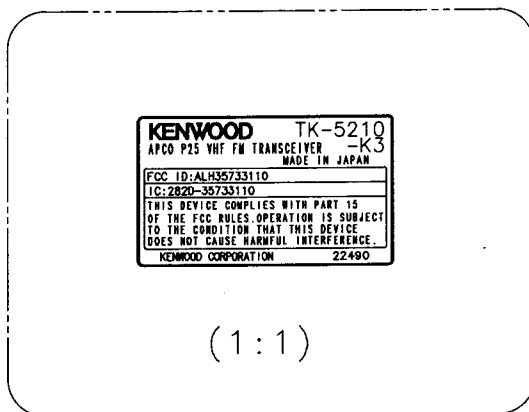 KENWOOD TK-5210
APCO P25 VHF FM TRANSCEIVER -K3
MADE IN JAPAN
FCC ID:ALH35733110
IC:282D-35733110
THIS DEVICE COMPLIES WITH PART 15
OF THE FCC RULES.OPERATION IS SUBJECT
TO THE CONDITION THAT THIS DEVICE
DOES NOT CAUSE HARMFUL INTERFERENCE.
KENWOOD CORPORATION 22490
(1:1)